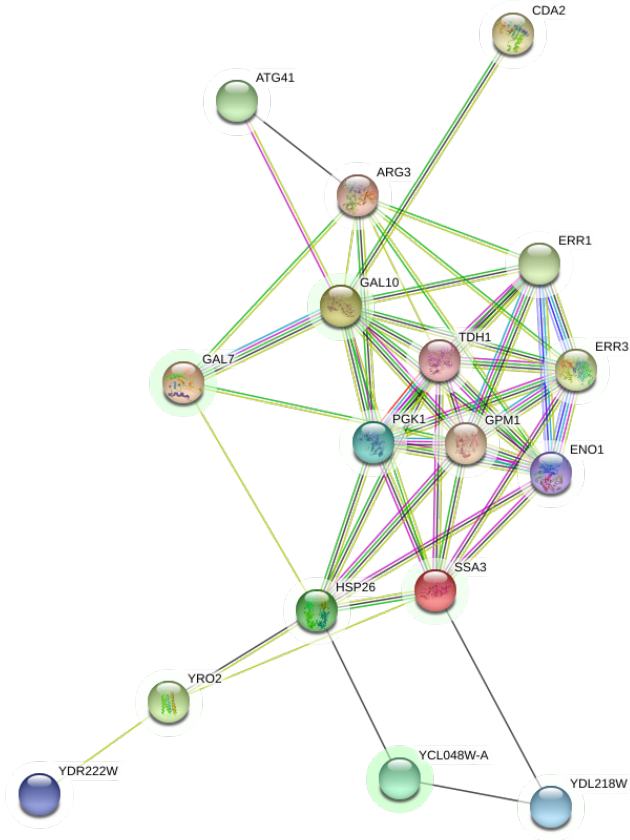 CDA2
ATG41
ARG3
ERR1
GAL10
TDH1
ERR3
GAL7
PGK1
GPM1
ENO1
SSA3
HSP26
YRO2
YCL048W-A
YDR222W
YDL218W